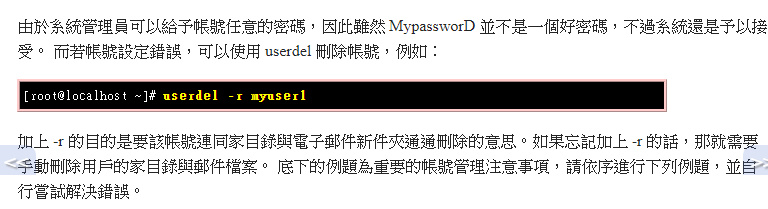 由於系統管理員可以給予帳號任意的密碼，因此雖然 MypassworD 並不是一個好密碼，不過系統還是予以接
受。 而若帳號設定錯誤，可以使用 userdel 刪除帳號，例如：
[root@localhost ~]# userdel -r myuser1
加上 -r 的目的是要該帳號連同家目錄與電子郵件新件夾通通刪除的意思。如果忘記加上 -r 的話，那就需要
手動刪除用戶的家目錄與郵件檔案。 底下的例題為重要的帳號管理注意事項，請依序進行下列例題，並自
行嘗試解決錯誤。